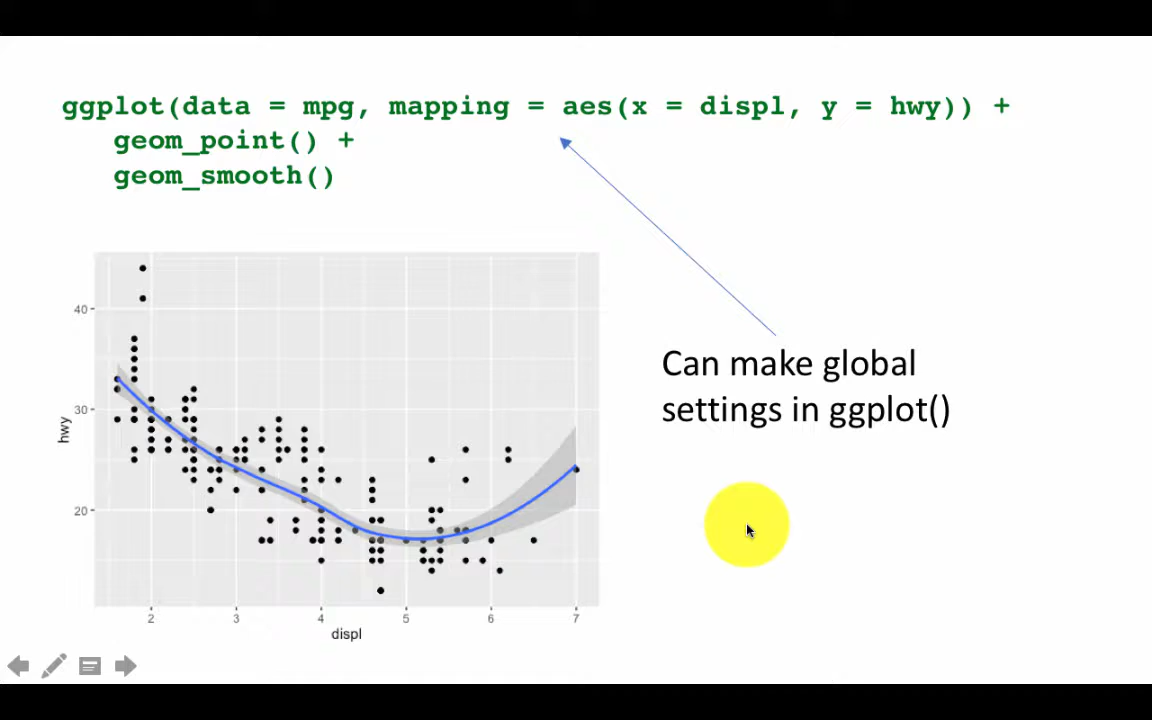 ggplot(data = mpg, mapping = aes(x = displ, y = hwy)) +
geom_point() +
geom_smooth()
40
30
20
hwy
2 3 4 5 6 7
displ
Can make global
settings in ggplot()